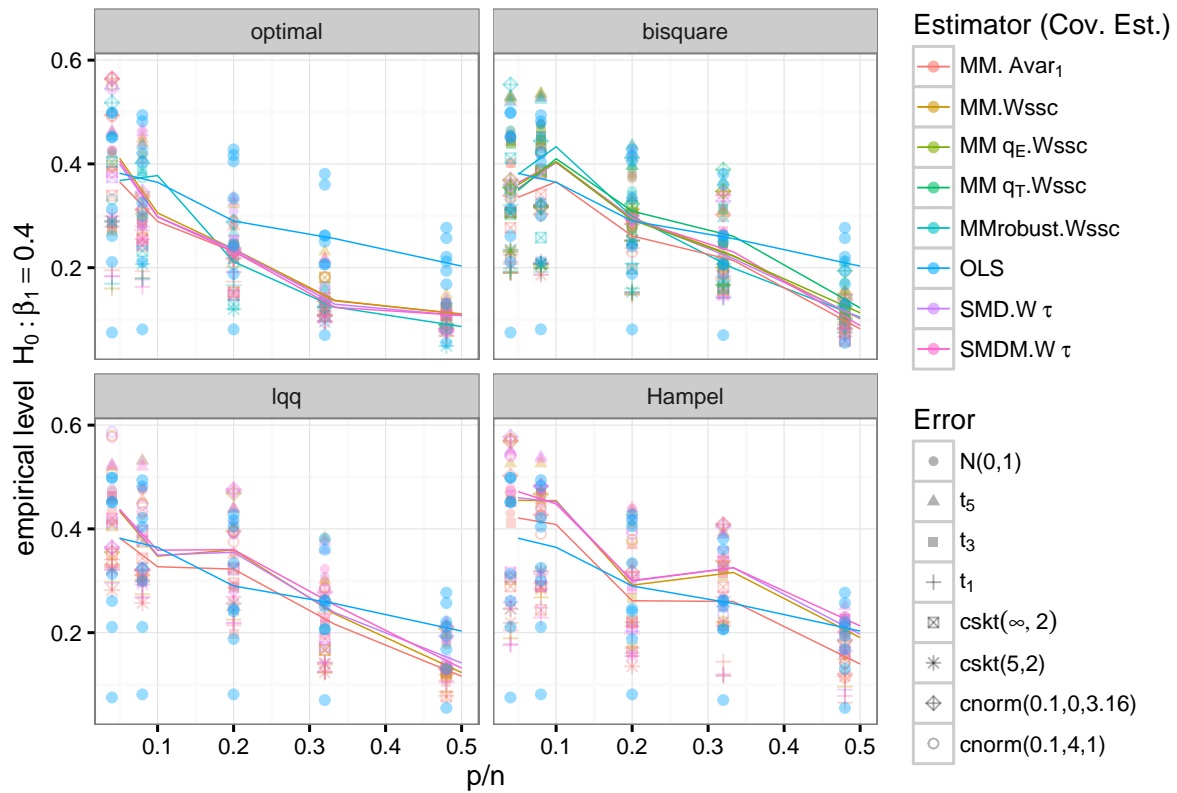 optimal
bisquare
lqq
Hampel
empirical level H₀ : β₁ = 0.4
0.6
0.4
0.2
0.6
0.4
0.2
0.1 0.2 0.3 0.4 0.5
0.1 0.2 0.3 0.4 0.5
p/n
Estimator (Cov. Est.)
MM. Avar₁
MM.Wssc
MM qE.Wssc
MM qT.Wssc
MMrobust.Wssc
OLS
SMD.W τ
SMDM.W τ
Error
N(0,1)
t₅
t₃
t₁
cskt(∞, 2)
cskt(5,2)
cnorm(0.1,0,3.16)
cnorm(0.1,4,1)